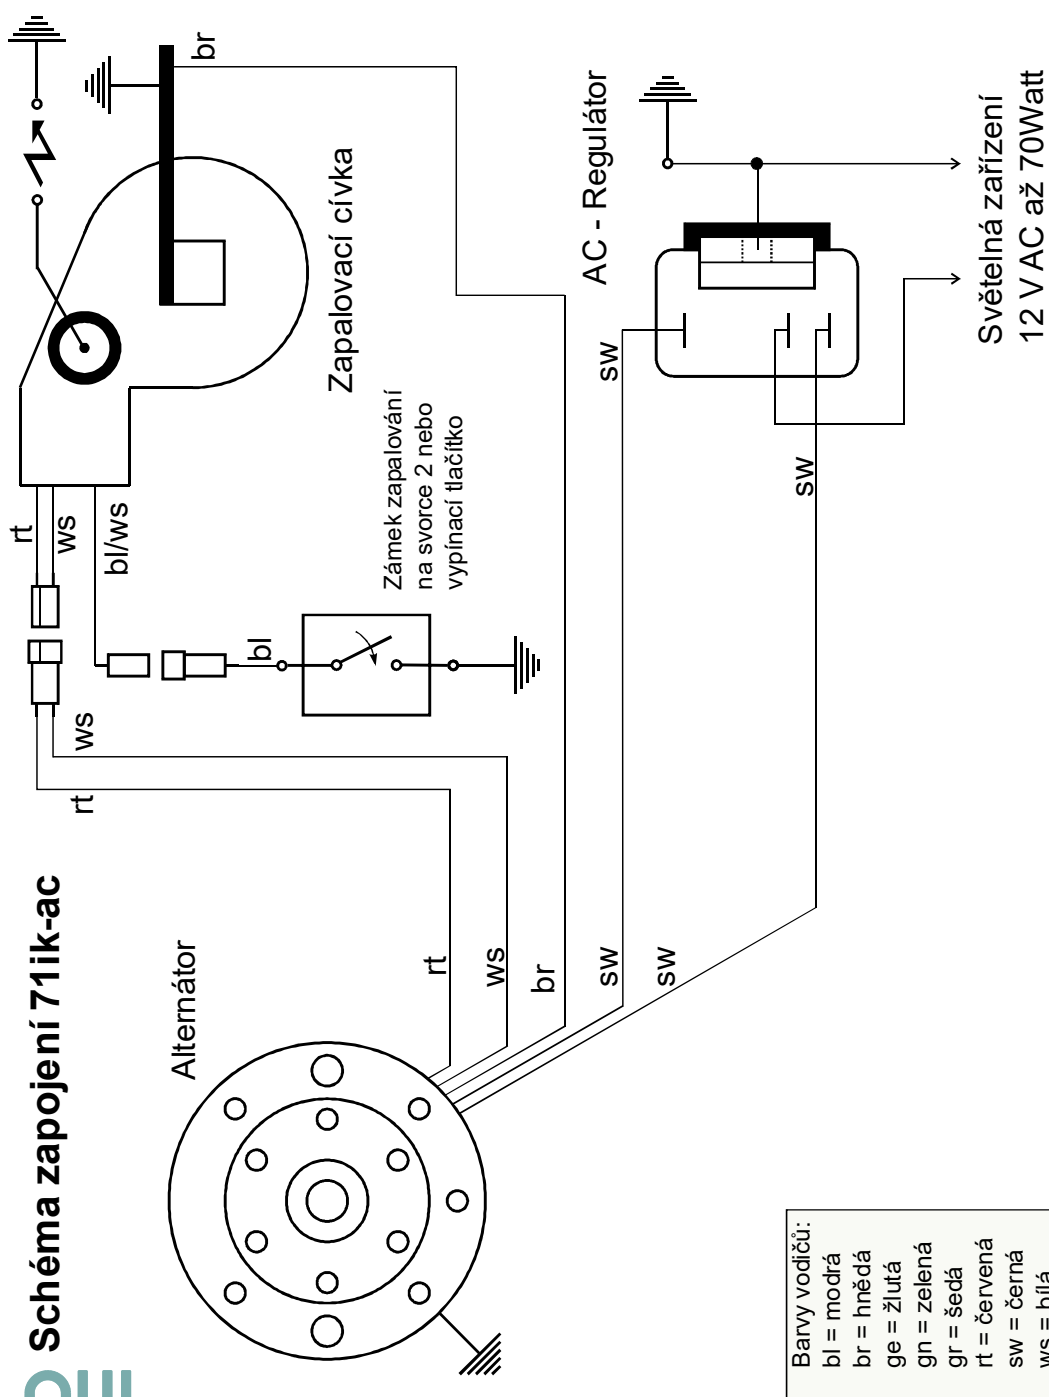 Schéma zapojení 71ik-ac
Alternátor
rt
ws
br
sw
sw
rt
ws
rt
ws
bl/ws
bl
Zámek zapalování
na svorce 2 nebo
vypínací tlačítko
Zapalovací cívka
br
sw
sw
AC - Regulátor
Světelná zařízení
12 V AC až 70Watt
Barvy vodičů:
bl = modrá
br = hnědá
ge = žlutá
gn = zelená
gr = šedá
rt = červená
sw = černá
ws = bílá